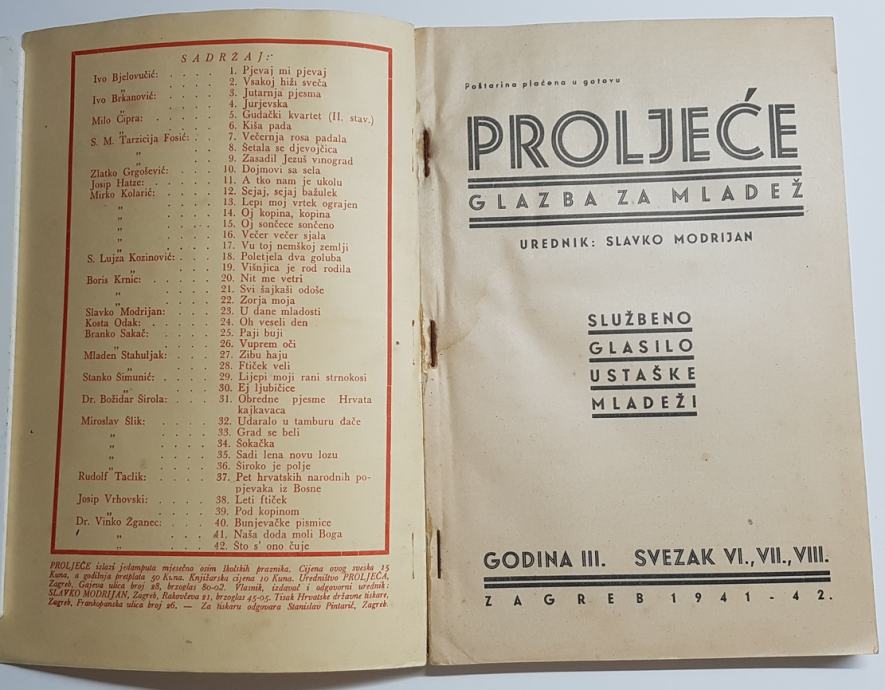 SADRŽAJ:
Ivo Bjelovučić: . . . . 1. Pjevaj mi pjevaj
„ . . . . 2. Vsakoj hiži sveča
Ivo Brkanović: . . . . 3. Jutarnja pjesma
„ . . . . 4. Jurjevska
Milo Cipra: . . . . 5. Gudački kvartet (II. stav.)
„ . . . . 6. Kiša pada
S. M. Tarzicija Fosić: . . 7. Večernja rosa padala
„ . . . . 8. Šetala se djevojčica
„ . . . . 9. Zasadil Jezuš vinograd
Zlatko Grgošević: . . . . 10. Dojmovi sa sela
Josip Hatze: . . . . 11. A tko nam je ukolu
Mirko Kolarić: . . . . 12. Sejaj, sejaj bažulek
„ . . . . 13. Lepi moj vrtek ograjen
„ . . . . 14. Oj kopina, kopina
„ . . . . 15. Oj sončece sončeno
„ . . . . 16. Večer večer sjala
„ . . . . 17. Vu toj nemškoj zemlji
S. Lujza Kozinović: . . . 18. Poletjela dva goluba
„ . . . . 19. Višnjica je rod rodila
Boris Krnic: . . . . 20. Nit me vetri
„ . . . . 21. Svi šajkaši odoše
„ . . . . 22. Zorja moja
Slavko Modrijan: . . . . 23. U dane mladosti
Kosta Odak: . . . . 24. Oh veseli den
Branko Sakač: . . . . 25. Paji buji
„ . . . . 26. Vuprem oči
Mladen Stahuljak: . . . . 27. Zibu haju
„ . . . . 28. Ftiček veli
Stanko Šimunić: . . . . 29. Lijepi moji rani strnokosi
„ . . . . 30. Ej ljubičice
Dr. Božidar Širola: . . . 31. Obredne pjesme Hrvata
kajkavaca
Miroslav Šlik: . . . . 32. Udaralo u tamburu đače
„ . . . . 33. Grad se beli
„ . . . . 34. Šokačka
„ . . . . 35. Sadi lena novu lozu
„ . . . . 36. Široko je polje
Rudolf Taclik: . . . . 37. Pet hrvatskih narodnih po-
pjevaka iz Bosne
Josip Vrhovski: . . . . 38. Leti ftiček
„ . . . . 39. Pod kopinom
Dr. Vinko Žganec: . . . 40. Bunjevačke pismice
„ . . . . 41. Naša doda moli Boga
„ . . . . 42. Što s' ono čuje
PROLJEĆE izlazi jedamputa mjesečno osim školskih praznika. Cijena ovog sveska 15
Kuna, a godišnja pretplata 50 Kuna. Knjižarska cijena 10 Kuna. Uredništvo PROLJEĆA,
Zagreb, Gajeva ulica broj 28, brzoglas 80-02. Vlasnik, izdavač i odgovorni urednik:
SLAVKO MODRIJAN, Zagreb, Rakovčeva 21, brzoglas 45-05. Tisak Hrvatske državne tiskare,
Zagreb, Frankopanska ulica broj 26. — Za tiskaru odgovara Stanislav Pintarić, Zagreb.
Poštarina plaćena u gotovu
PROLJEĆE
GLAZBA ZA MLADEŽ
UREDNIK: SLAVKO MODRIJAN
SLUŽBENO
GLASILO
USTAŠKE
MLADEŽI
GODINA III. SVEZAK VI., VII., VIII.
ZAGREB 1941-42.